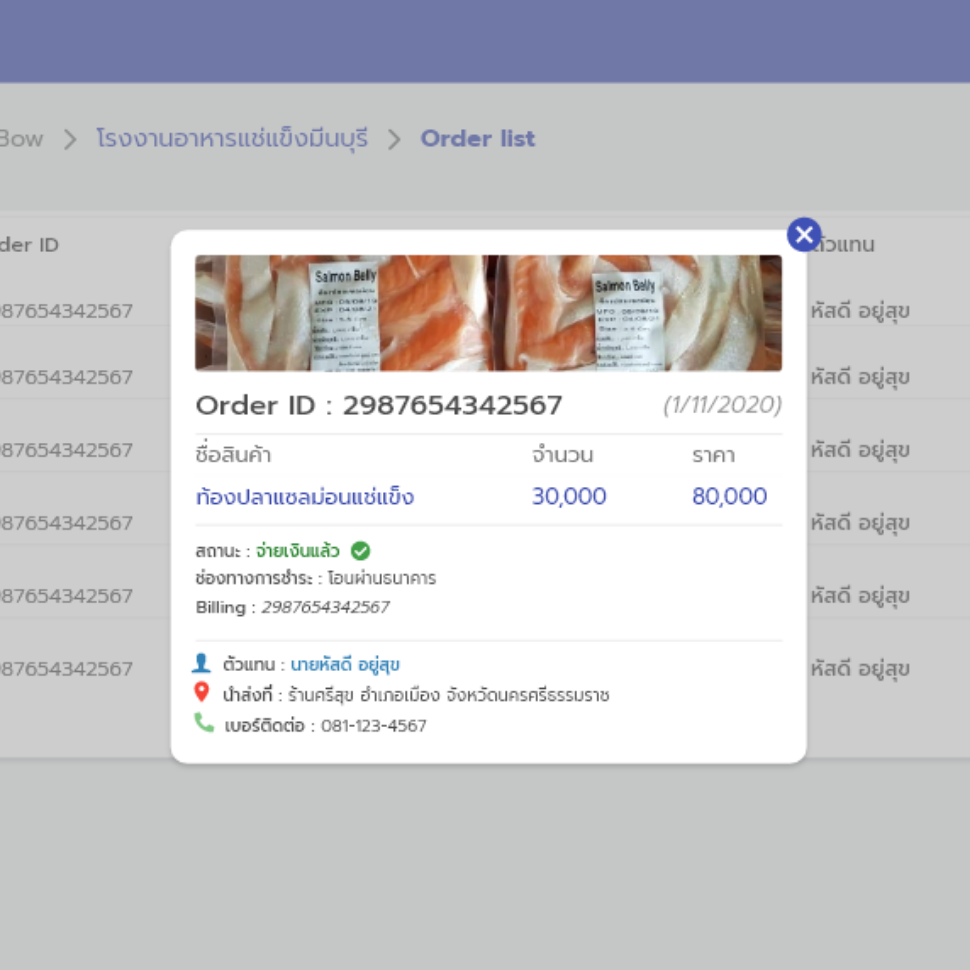 Bow > โรงงานอาหารแช่แข็งมีนบุรี > Order list
der ID
ตัวแทน
Salmon Belly
Salmon Belly
Order ID : 2987654342567 (1/11/2020)
ชื่อสินค้า จำนวน ราคา
ท้องปลาแซลม่อนแช่แข็ง 30,000 80,000
สถานะ : จ่ายเงินแล้ว
ช่องทางการชำระ : โอนผ่านธนาคาร
Billing : 2987654342567
ตัวแทน : นายหัสดี อยู่สุข
นำส่งที่ : ร้านศรีสุข อำเภอเมือง จังหวัดนครศรีธรรมราช
เบอร์ติดต่อ : 081-123-4567
87654342567 หัสดี อยู่สุข
87654342567 หัสดี อยู่สุข
87654342567 หัสดี อยู่สุข
87654342567 หัสดี อยู่สุข
87654342567 หัสดี อยู่สุข
87654342567 หัสดี อยู่สุข